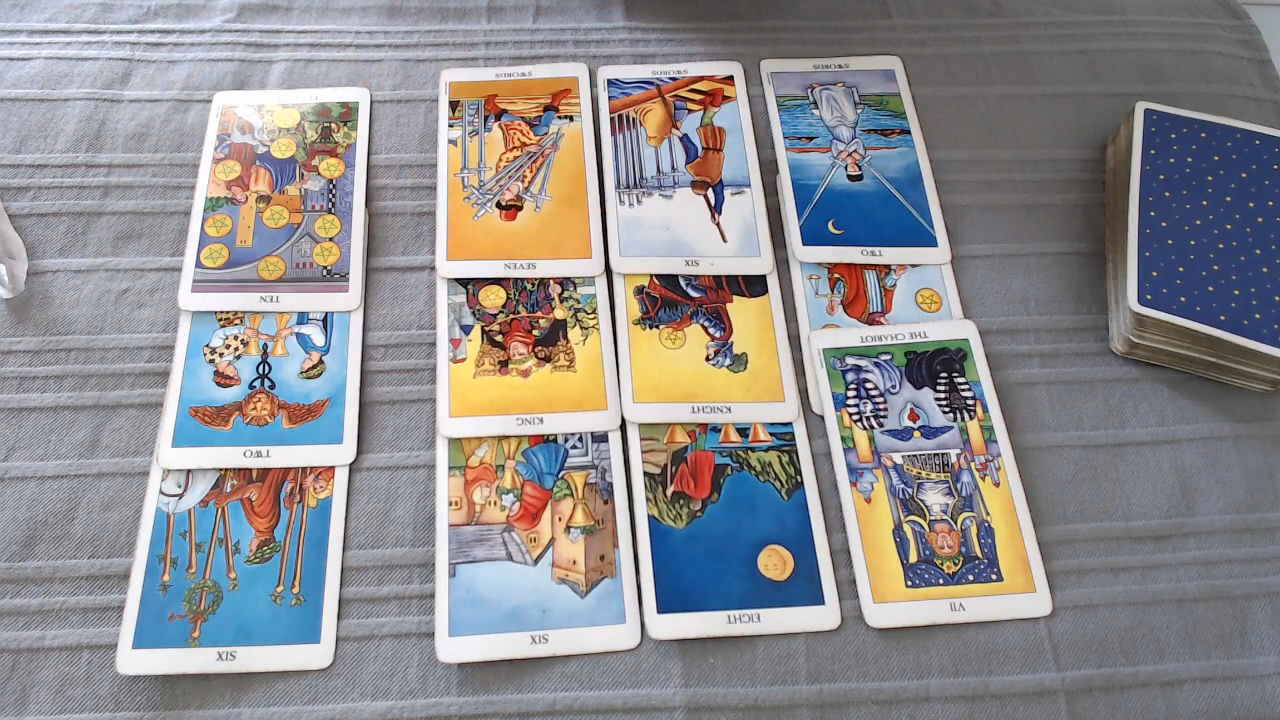 SWORDS
SWORDS
SWORDS
TEN
SEVEN
SIX
TWO
THE CHARIOT
TWO
KING
KNIGHT
SIX
SIX
EIGHT
VII